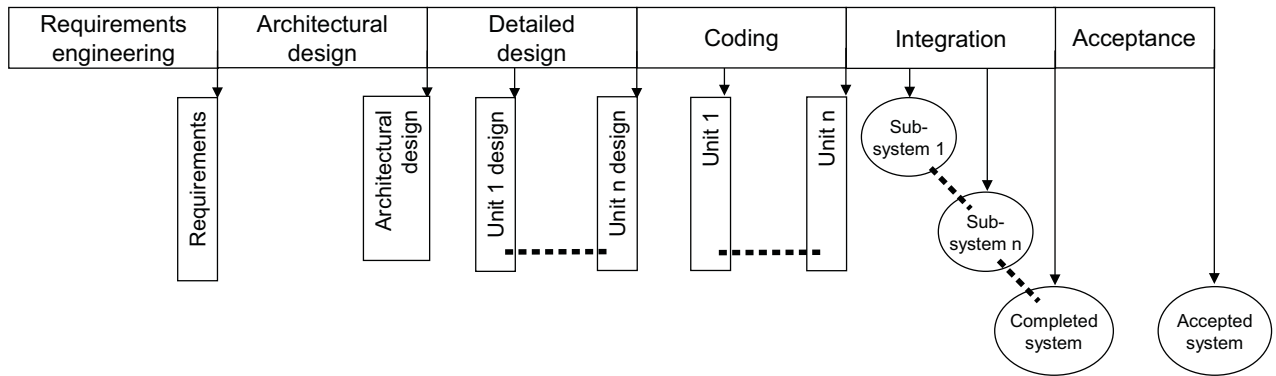 Requirements
engineering
Architectural
design
Detailed
design
Coding
Integration
Acceptance
Requirements
Architectural
design
Unit 1 design
Unit n design
Unit 1
Unit n
Sub-
system 1
Sub-
system n
Completed
system
Accepted
system